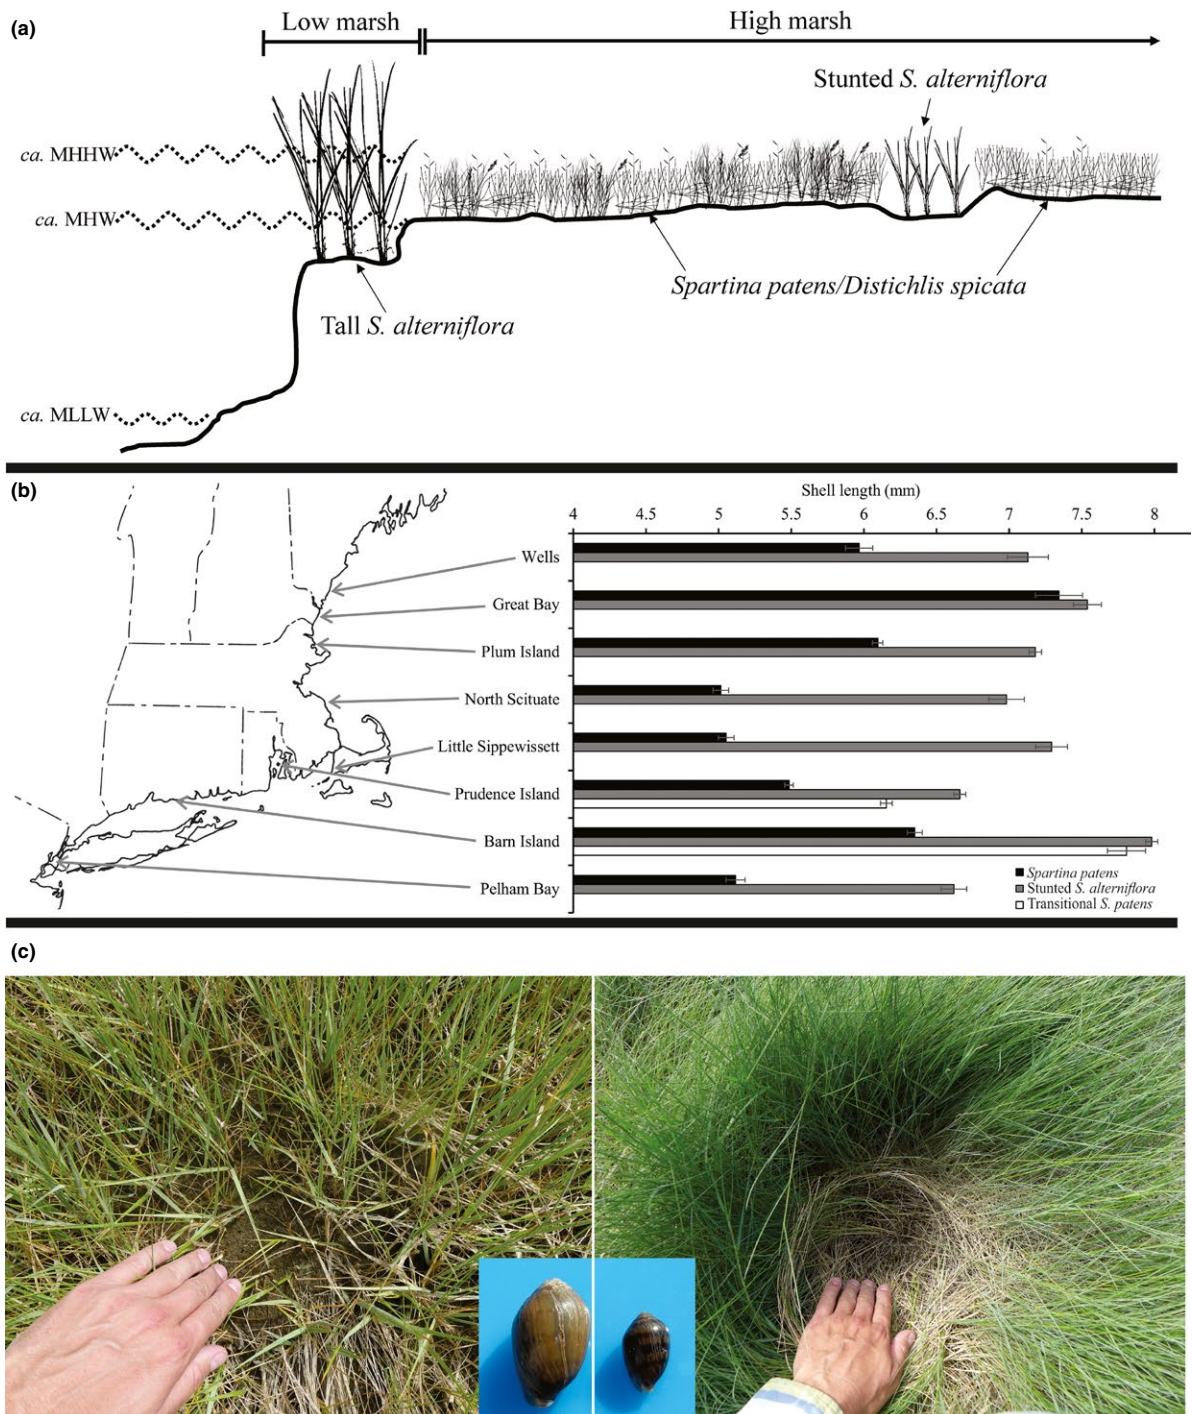 (a)
Low marsh
High marsh
Stunted S. alterniflora
ca. MHHW
ca. MHW
Spartina patens/Distichlis spicata
Tall S. alterniflora
ca. MLLW
(b)
Shell length (mm)
4 4.5 5 5.5 6 6.5 7 7.5 8
Wells
Great Bay
Plum Island
North Scituate
Little Sippewissett
Prudence Island
Barn Island
Pelham Bay
Spartina patens
Stunted S. alterniflora
Transitional S. patens
(c)